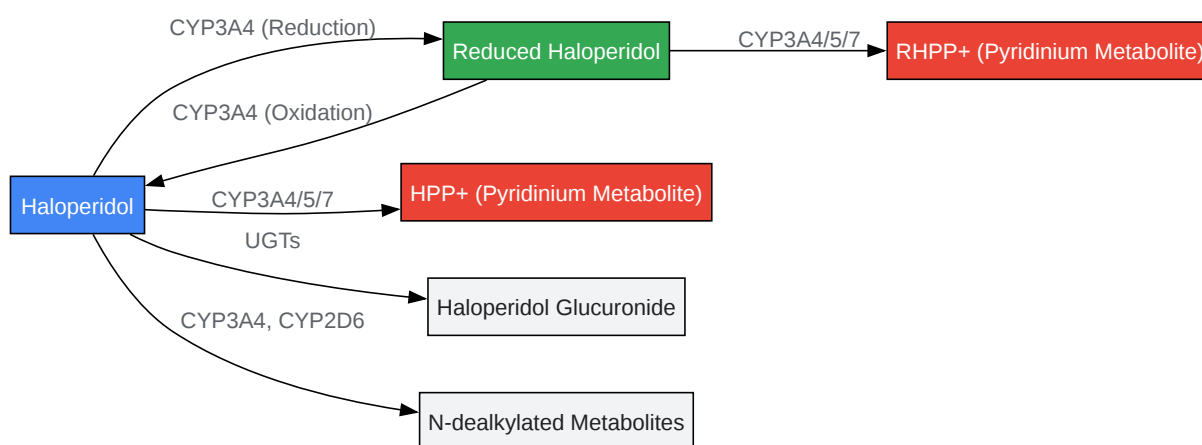 CYP3A4 (Reduction)
Reduced Haloperidol
CYP3A4/5/7
RHPP+ (Pyridinium Metabolite)
CYP3A4 (Oxidation)
Haloperidol
CYP3A4/5/7
HPP+ (Pyridinium Metabolite)
UGTs
Haloperidol Glucuronide
CYP3A4, CYP2D6
N-dealkylated Metabolites